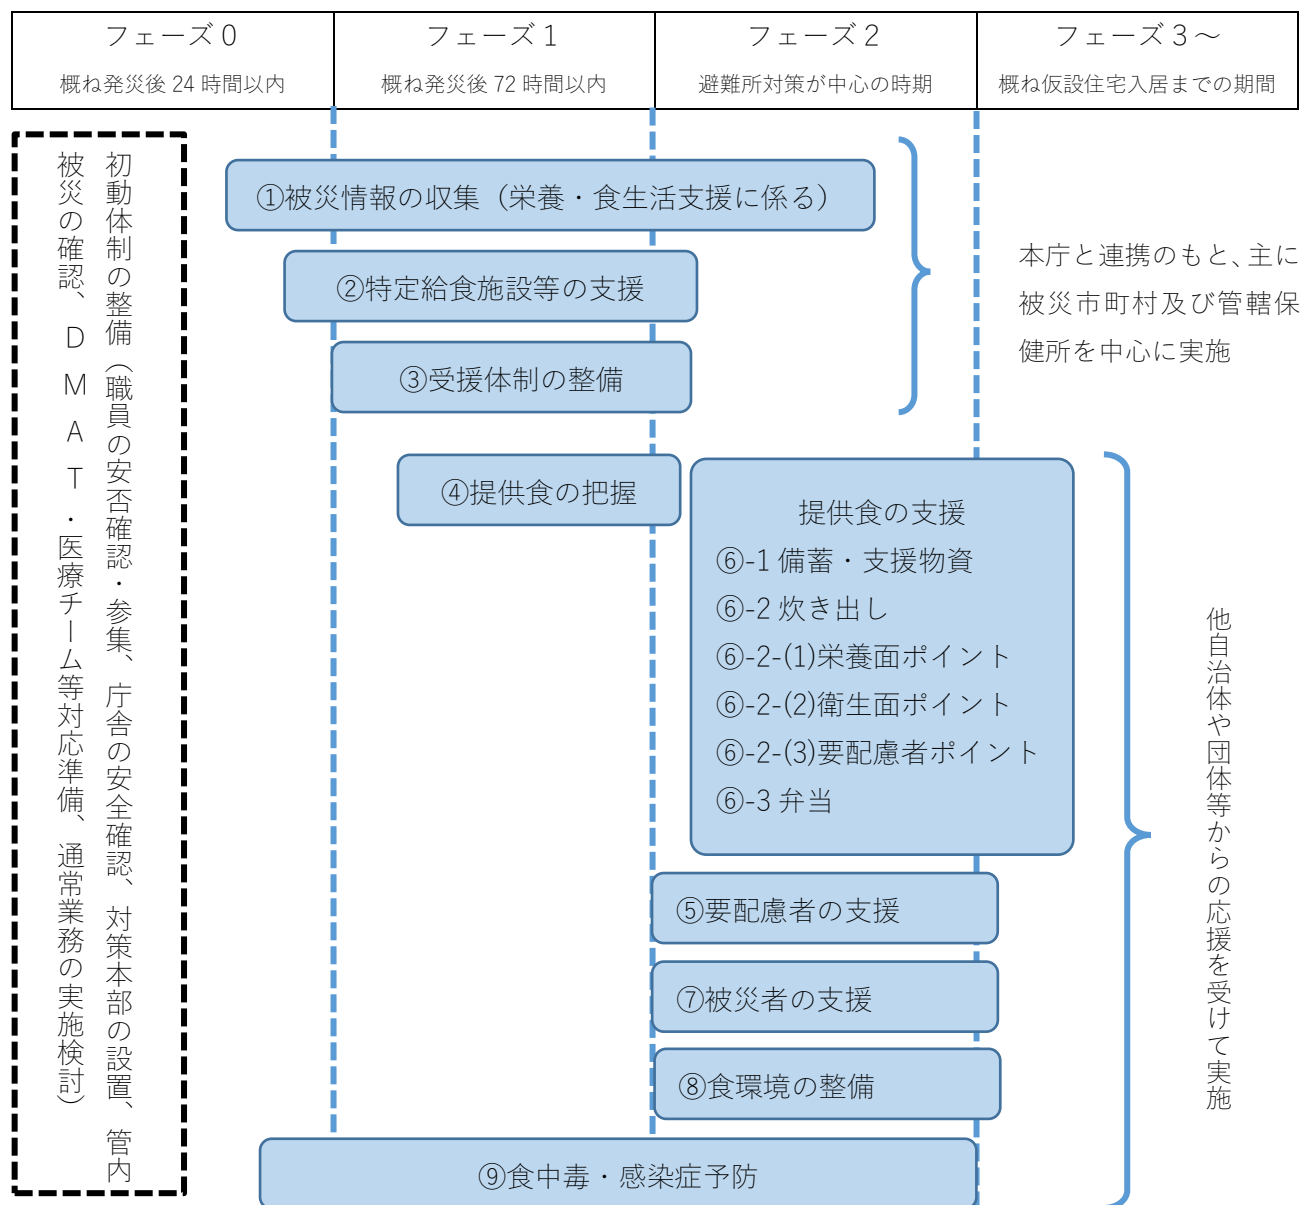 フェーズ0
概ね発災後 24 時間以内
フェーズ1
概ね発災後 72 時間以内
フェーズ2
避難所対策が中心の時期
フェーズ3～
概ね仮設住宅入居までの期間
初動体制の整備（職員の安否確認・参集、庁舎の安全確認、対策本部の設置、管内
被災の確認、DMAT・医療チーム等対応準備、通常業務の実施検討）
①被災情報の収集（栄養・食生活支援に係る）
②特定給食施設等の支援
③受援体制の整備
本庁と連携のもと、主に
被災市町村及び管轄保
健所を中心に実施
④提供食の把握
提供食の支援
⑥-1 備蓄・支援物資
⑥-2 炊き出し
⑥-2-(1)栄養面ポイント
⑥-2-(2)衛生面ポイント
⑥-2-(3)要配慮者ポイント
⑥-3 弁当
⑤要配慮者の支援
⑦被災者の支援
⑧食環境の整備
⑨食中毒・感染症予防
他自治体や団体等からの応援を受けて実施